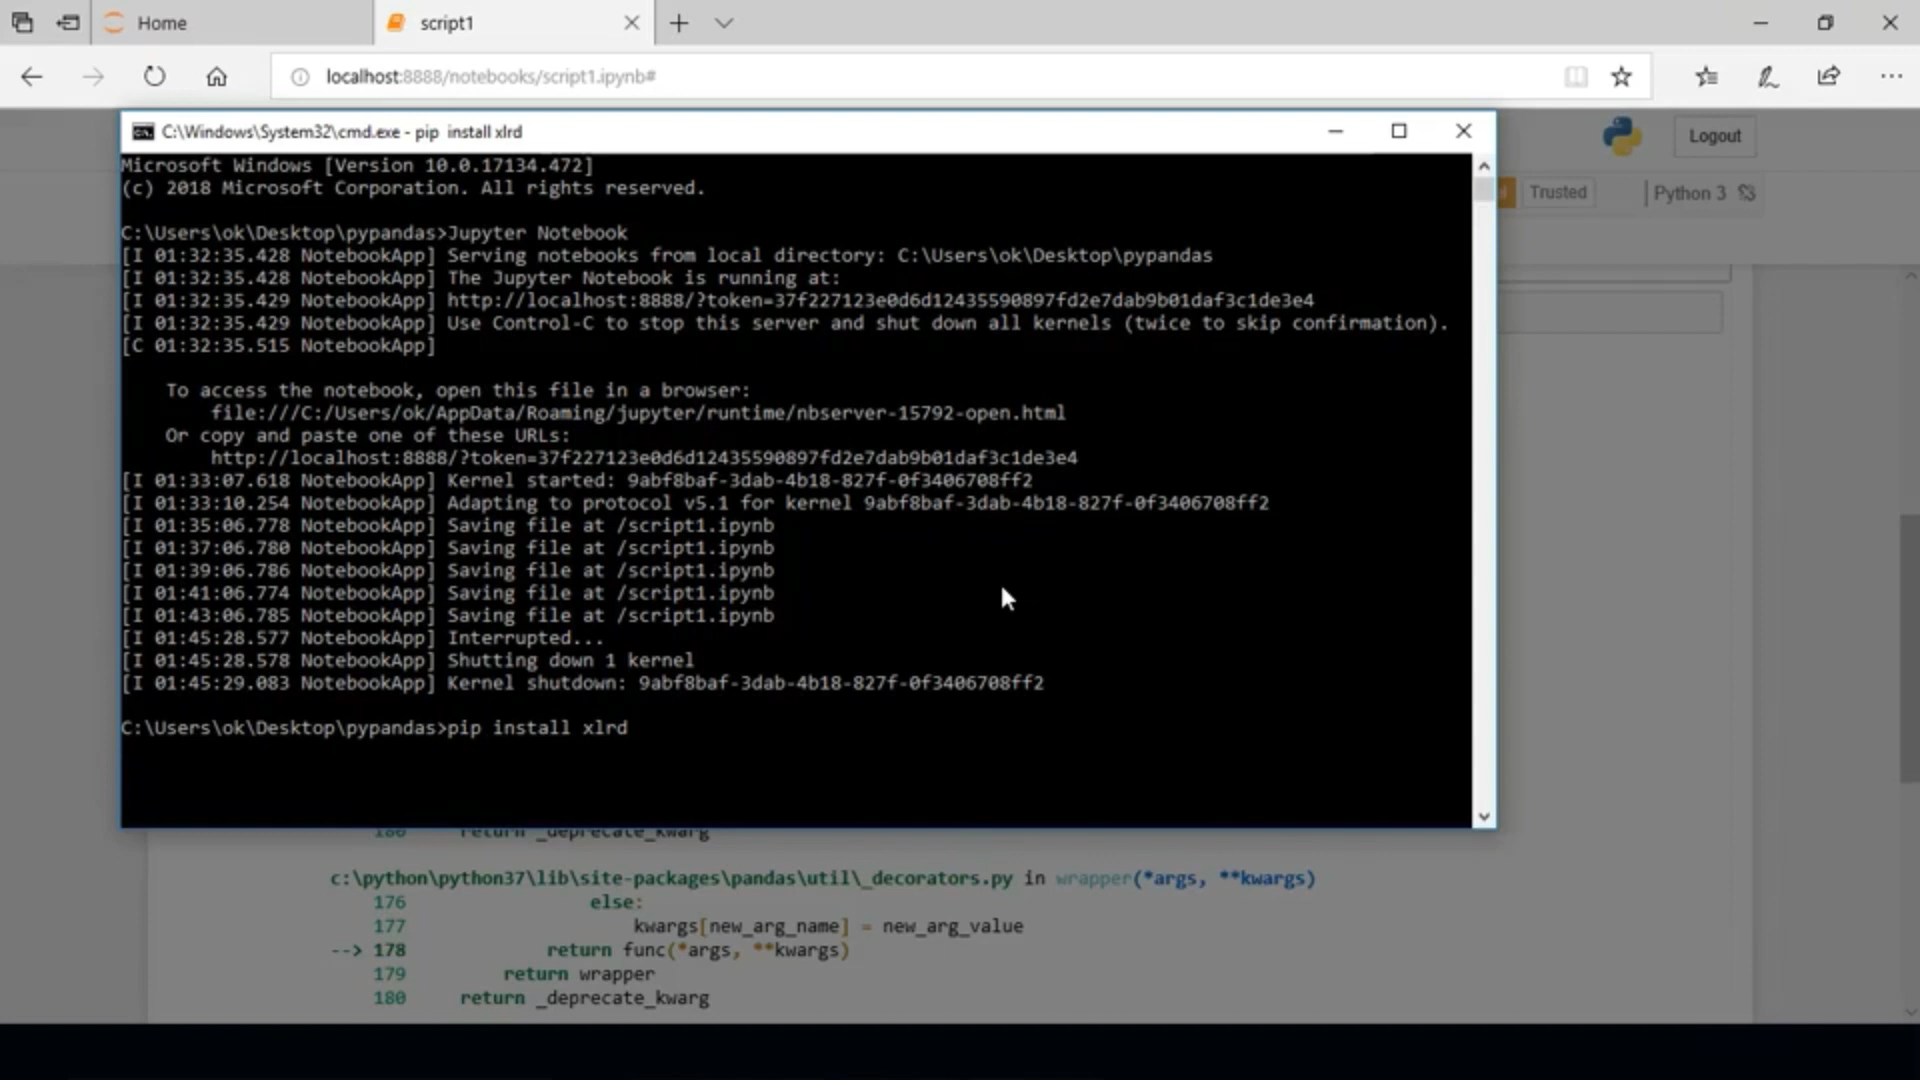 Home
script1
localhost:8888/notebooks/script1.ipynb#
C:\Windows\System32\cmd.exe - pip  install xlrd
Logout
Trusted
Python 3
Microsoft Windows [Version 10.0.17134.472]
(c) 2018 Microsoft Corporation. All rights reserved.
C:\Users\ok\Desktop\pypandas>Jupyter Notebook
[I 01:32:35.428 NotebookApp] Serving notebooks from local directory: C:\Users\ok\Desktop\pypandas
[I 01:32:35.428 NotebookApp] The Jupyter Notebook is running at:
[I 01:32:35.429 NotebookApp] http://localhost:8888/?token=37f227123e0d6d12435590897fd2e7dab9b01daf3c1de3e4
[I 01:32:35.429 NotebookApp] Use Control-C to stop this server and shut down all kernels (twice to skip confirmation).
[C 01:32:35.515 NotebookApp]
To access the notebook, open this file in a browser:
file:///C:/Users/ok/AppData/Roaming/jupyter/runtime/nbserver-15792-open.html
Or copy and paste one of these URLs:
http://localhost:8888/?token=37f227123e0d6d12435590897fd2e7dab9b01daf3c1de3e4
[I 01:33:07.618 NotebookApp] Kernel started: 9abf8baf-3dab-4b18-827f-0f3406708ff2
[I 01:33:10.254 NotebookApp] Adapting to protocol v5.1 for kernel 9abf8baf-3dab-4b18-827f-0f3406708ff2
[I 01:35:06.778 NotebookApp] Saving file at /script1.ipynb
[I 01:37:06.780 NotebookApp] Saving file at /script1.ipynb
[I 01:39:06.786 NotebookApp] Saving file at /script1.ipynb
[I 01:41:06.774 NotebookApp] Saving file at /script1.ipynb
[I 01:43:06.785 NotebookApp] Saving file at /script1.ipynb
[I 01:45:28.577 NotebookApp] Interrupted...
[I 01:45:28.578 NotebookApp] Shutting down 1 kernel
[I 01:45:29.083 NotebookApp] Kernel shutdown: 9abf8baf-3dab-4b18-827f-0f3406708ff2
C:\Users\ok\Desktop\pypandas>pip install xlrd
180 return _deprecate_kwarg
c:\python\python37\lib\site-packages\pandas\util\_decorators.py in wrapper(*args, **kwargs)
176 else:
177 kwargs[new_arg_name] = new_arg_value
--> 178 return func(*args, **kwargs)
179 return wrapper
180 return _deprecate_kwarg